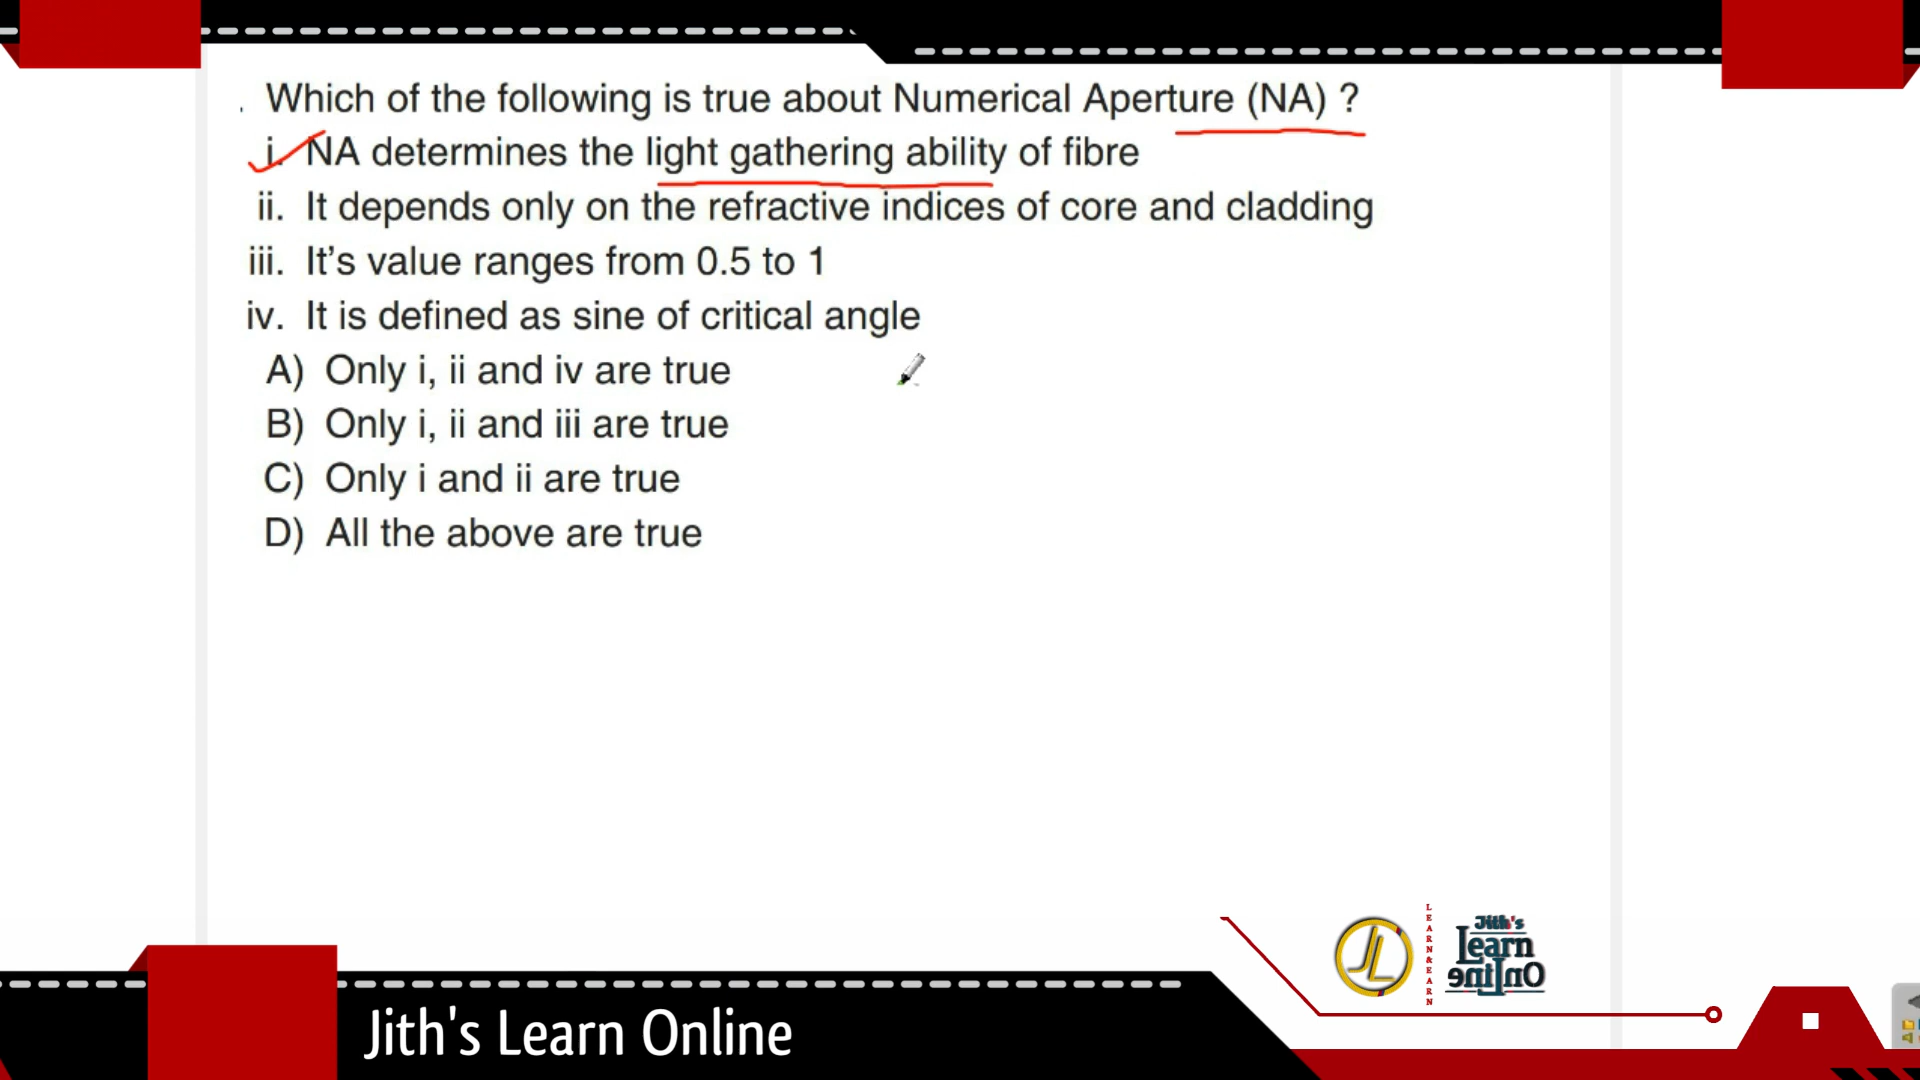 . Which of the following is true about Numerical Aperture (NA) ?
i. NA determines the light gathering ability of fibre
ii. It depends only on the refractive indices of core and cladding
iii. It's value ranges from 0.5 to 1
iv. It is defined as sine of critical angle
A) Only i, ii and iv are true
B) Only i, ii and iii are true
C) Only i and ii are true
D) All the above are true
JL
LEARN&EARN
Jith's
Learn
OnLine
Jith's Learn Online